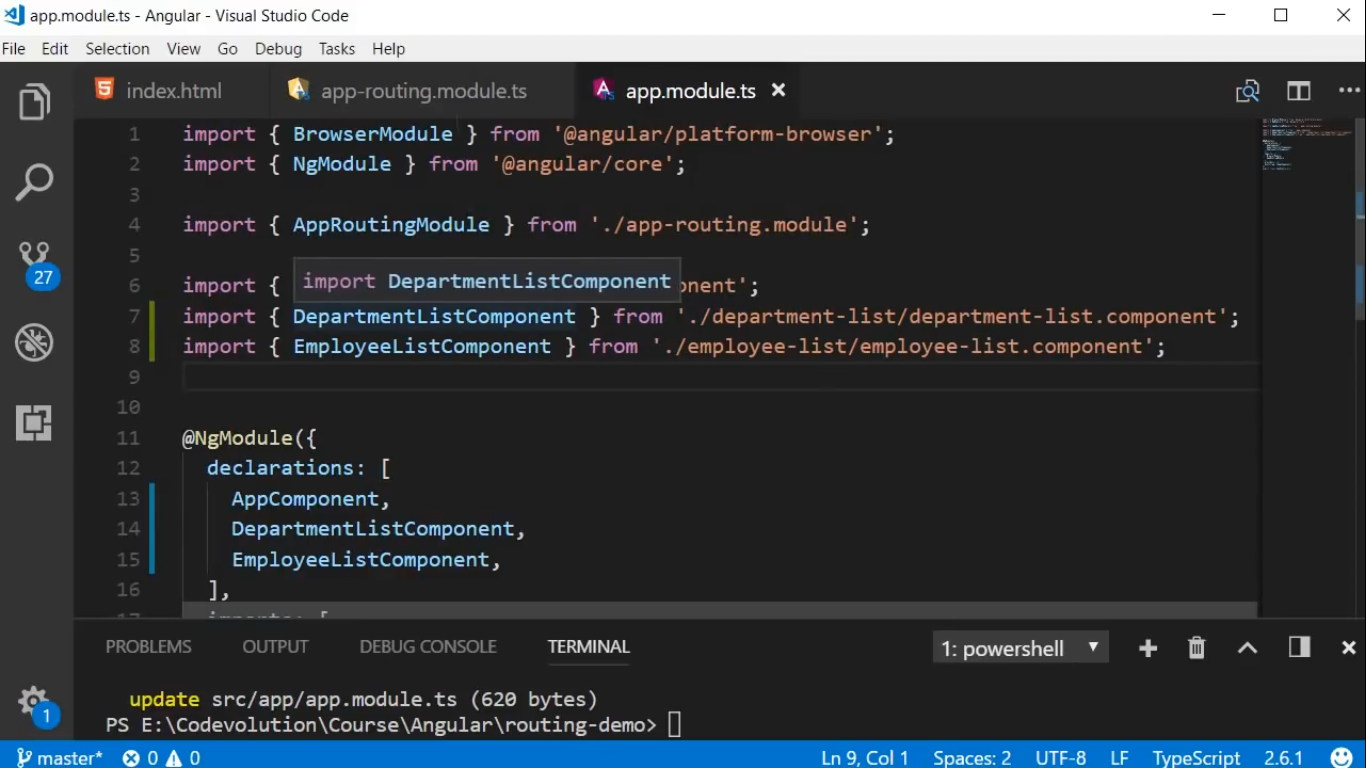 app.module.ts - Angular - Visual Studio Code
File Edit Selection View Go Debug Tasks Help
index.html app-routing.module.ts app.module.ts
1 import { BrowserModule } from '@angular/platform-browser';
2 import { NgModule } from '@angular/core';
3
4 import { AppRoutingModule } from './app-routing.module';
5
import DepartmentListComponent
6 import { onent';
7 import { DepartmentListComponent } from './department-list/department-list.component';
8 import { EmployeeListComponent } from './employee-list/employee-list.component';
9
10
11 @NgModule({
12 declarations: [
13 AppComponent,
14 DepartmentListComponent,
15 EmployeeListComponent,
16 ],
17 imports: [
PROBLEMS OUTPUT DEBUG CONSOLE TERMINAL 1: powershell
update src/app/app.module.ts (620 bytes)
PS E:\Codevolution\Course\Angular\routing-demo>
27
1
master* 0 0 Ln 9, Col 1 Spaces: 2 UTF-8 LF TypeScript 2.6.1